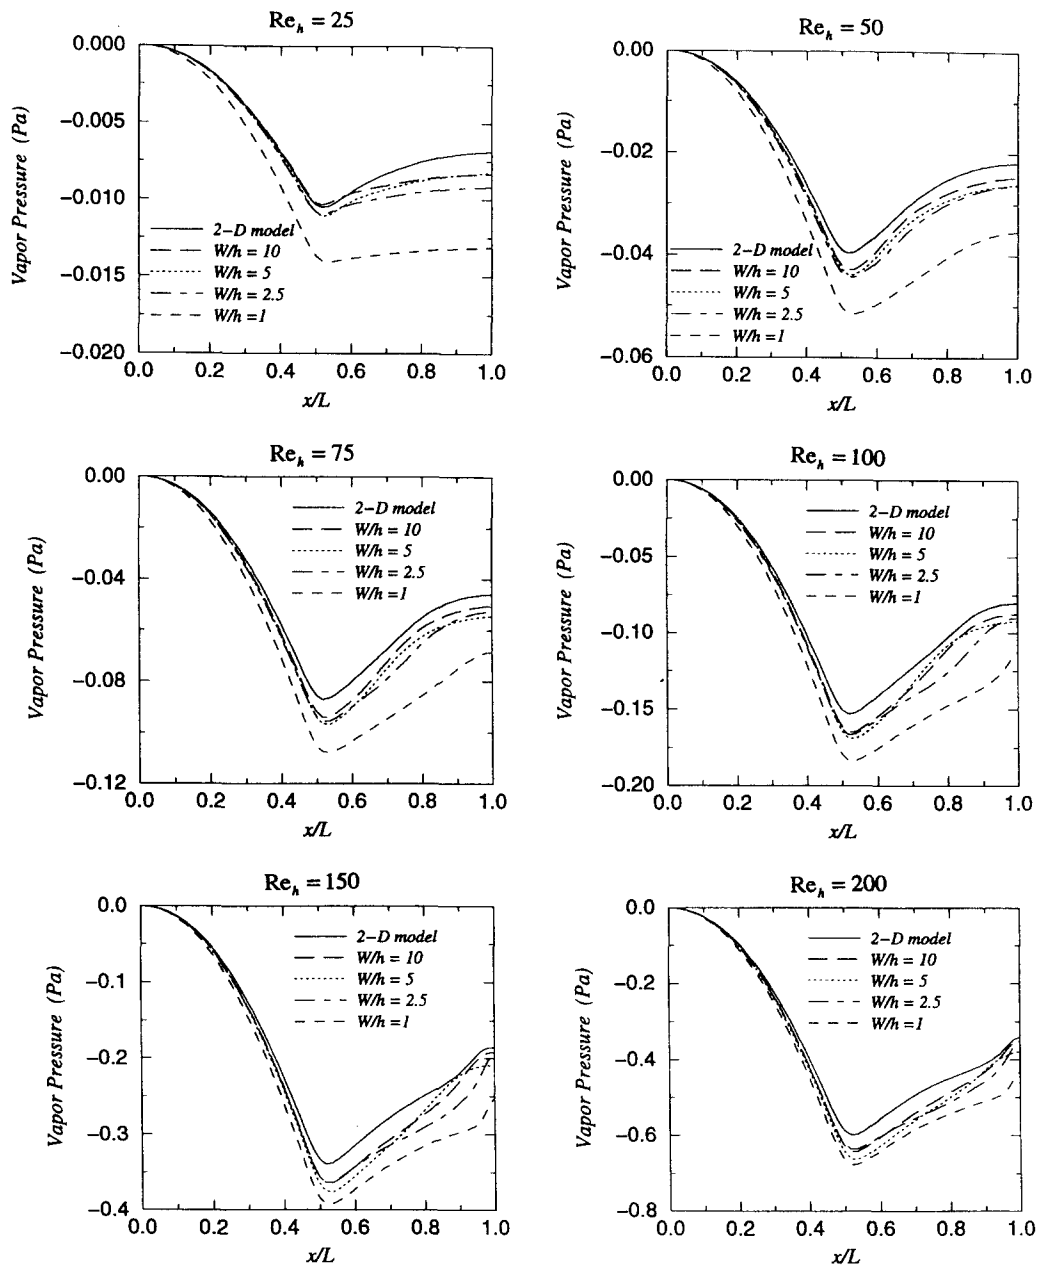 Re_h = 25
0.000
−0.005
−0.010
−0.015
−0.020
Vapor Pressure (Pa)
2−D model
W/h = 10
W/h = 5
W/h = 2.5
W/h = 1
0.0 0.2 0.4 0.6 0.8 1.0
x/L
Re_h = 50
0.00
−0.02
−0.04
−0.06
Vapor Pressure (Pa)
2−D model
W/h = 10
W/h = 5
W/h = 2.5
W/h = 1
0.0 0.2 0.4 0.6 0.8 1.0
x/L
Re_h = 75
0.00
−0.04
−0.08
−0.12
Vapor Pressure (Pa)
2−D model
W/h = 10
W/h = 5
W/h = 2.5
W/h = 1
0.0 0.2 0.4 0.6 0.8 1.0
x/L
Re_h = 100
0.00
−0.05
−0.10
−0.15
−0.20
Vapor Pressure (Pa)
2−D model
W/h = 10
W/h = 5
W/h = 2.5
W/h = 1
0.0 0.2 0.4 0.6 0.8 1.0
x/L
Re_h = 150
0.0
−0.1
−0.2
−0.3
−0.4
Vapor Pressure (Pa)
2−D model
W/h = 10
W/h = 5
W/h = 2.5
W/h = 1
0.0 0.2 0.4 0.6 0.8 1.0
x/L
Re_h = 200
0.0
−0.2
−0.4
−0.6
−0.8
Vapor Pressure (Pa)
2−D model
W/h = 10
W/h = 5
W/h = 2.5
W/h = 1
0.0 0.2 0.4 0.6 0.8 1.0
x/L